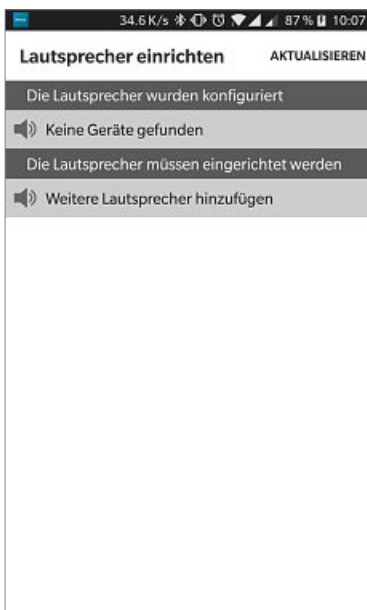 34.6 K/s 87 % 10:07
Lautsprecher einrichten AKTUALISIEREN
Die Lautsprecher wurden konfiguriert
Keine Geräte gefunden
Die Lautsprecher müssen eingerichtet werden
Weitere Lautsprecher hinzufügen